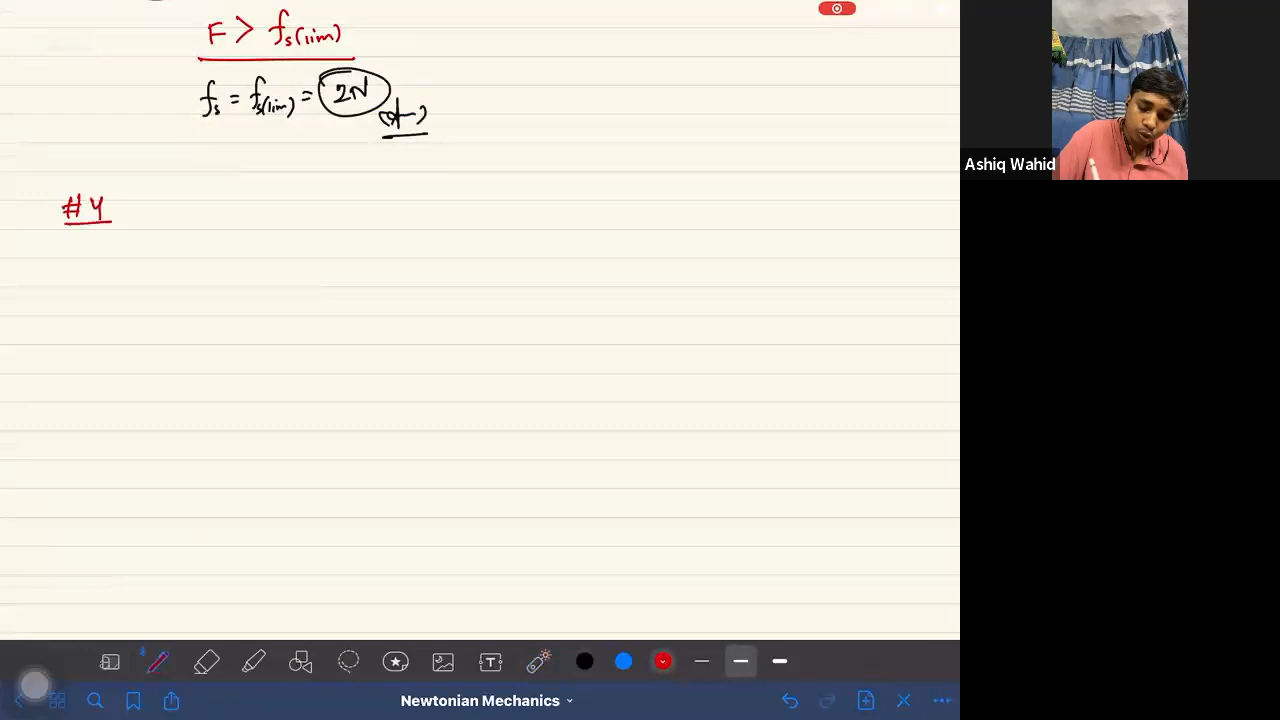 F > fs(lim)
fs = fs(lim) = 2N
Ashiq Wahid
# 4
Newtonian Mechanics